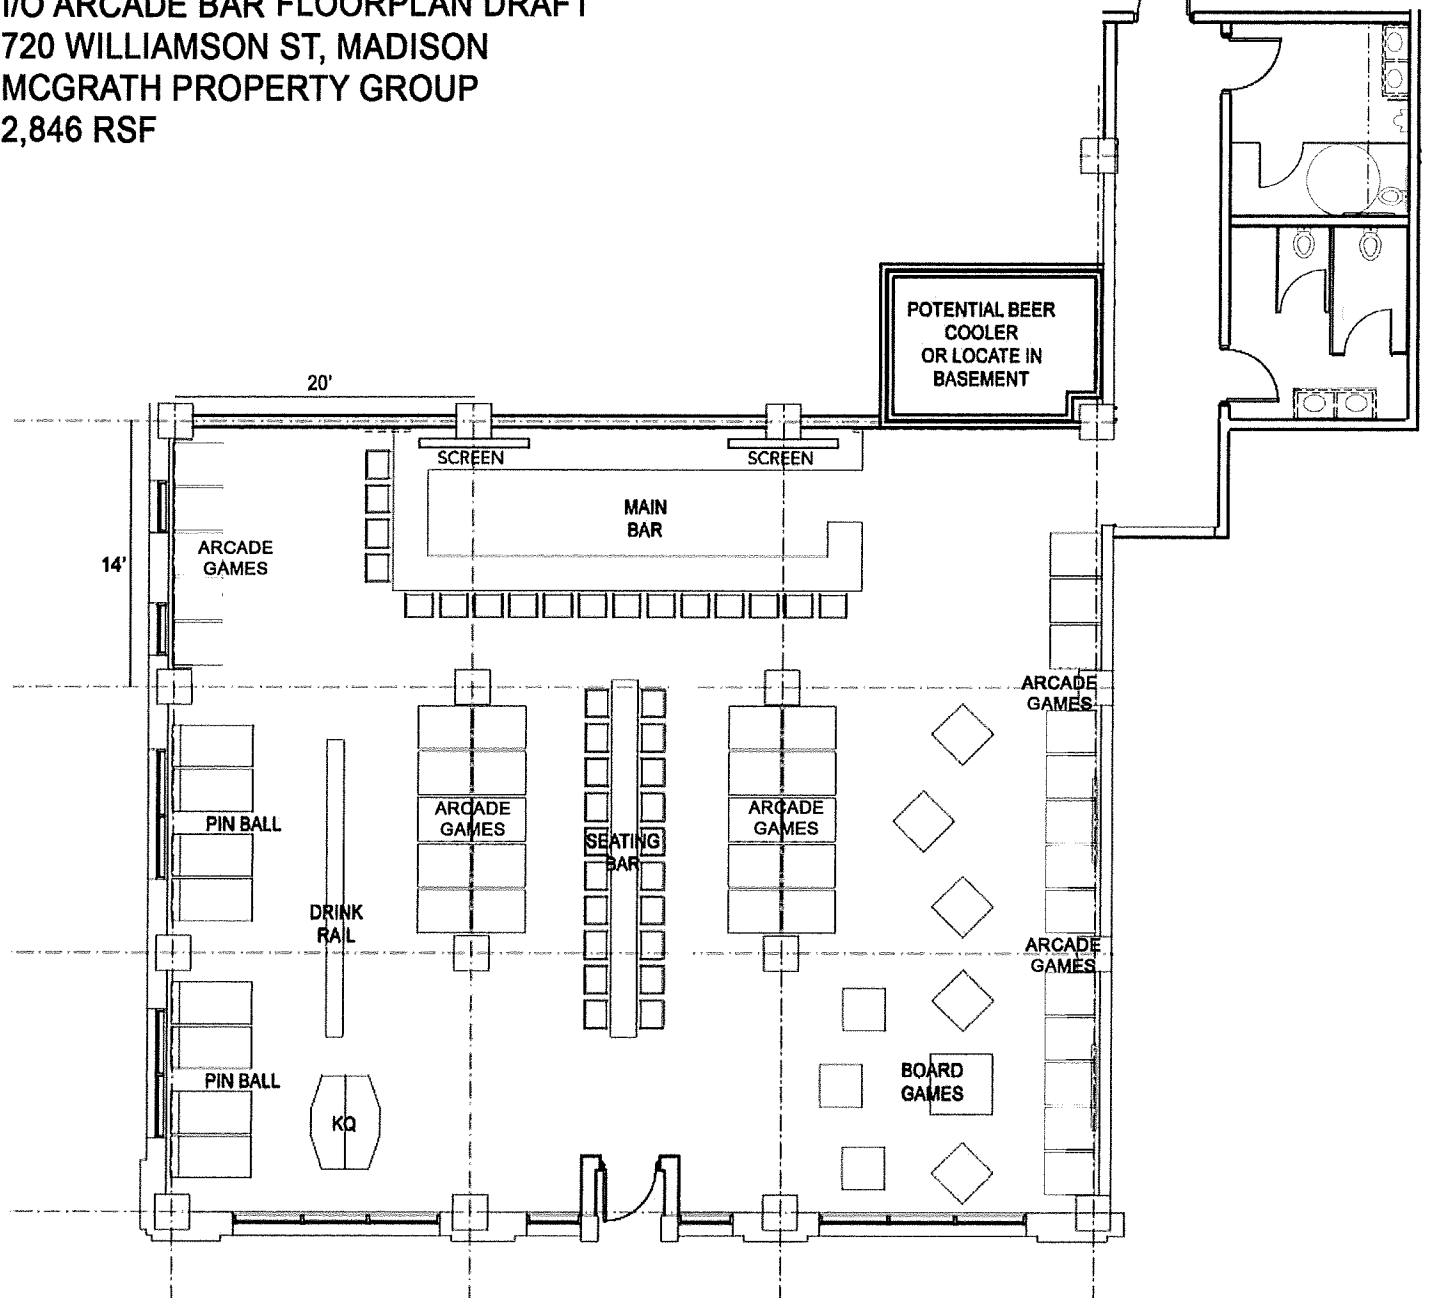 I/O ARCADE BAR FLOORPLAN DRAFT
720 WILLIAMSON ST, MADISON
MCGRATH PROPERTY GROUP
2,846 RSF
POTENTIAL BEER
COOLER
OR LOCATE IN
BASEMENT
20'
SCREEN
SCREEN
MAIN
BAR
ARCADE
GAMES
14'
ARCADE
GAMES
PIN BALL
ARCADE
GAMES
SEATING
BAR
ARCADE
GAMES
DRINK
RAIL
ARCADE
GAMES
PIN BALL
KQ
BOARD
GAMES